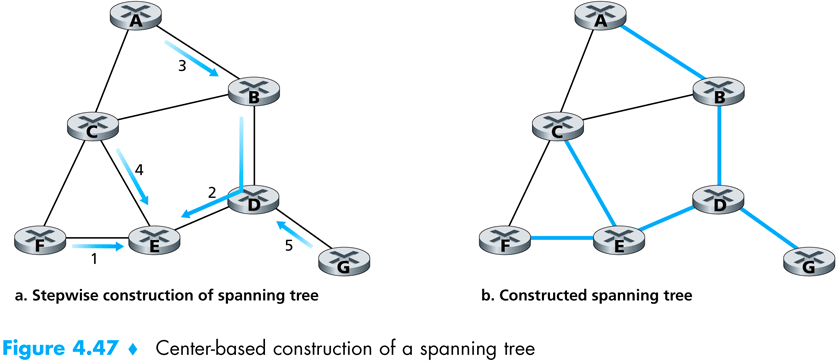 A
A
3
B
B
C
C
4
2
D
D
F
E
F
E
5
1
G
G
a. Stepwise construction of spanning tree
b. Constructed spanning tree
Figure 4.47 ♦ Center-based construction of a spanning tree